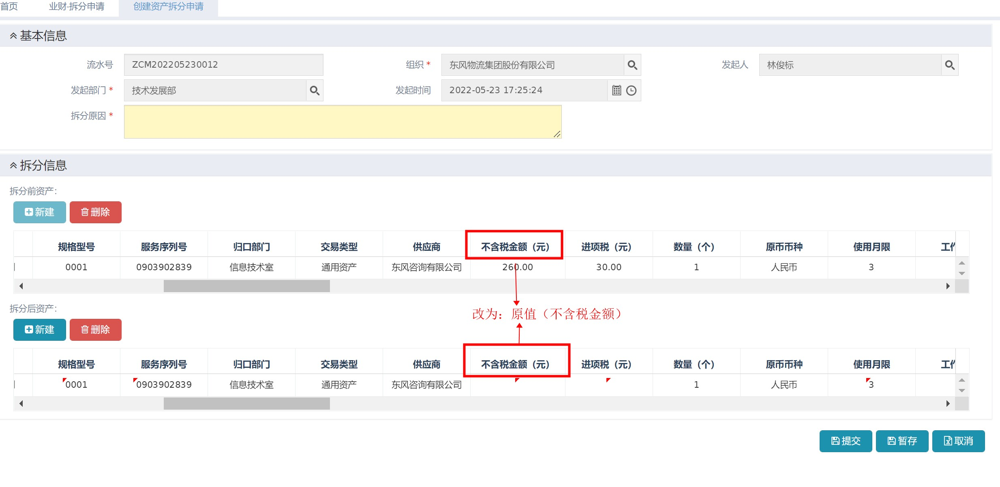 首页 业财-拆分申请 创建资产拆分申请
基本信息
流水号 ZCM202205230012 组织 * 东风物流集团股份有限公司 发起人 林俊标
发起部门 * 技术发展部 发起时间 2022-05-23 17:25:24
拆分原因 *
拆分信息
拆分前资产：
新建 删除
规格型号 服务序列号 归口部门 交易类型 供应商 不含税金额（元） 进项税（元） 数量（个） 原币币种 使用月限
0001 0903902839 信息技术室 通用资产 东风咨询有限公司 260.00 30.00 1 人民币 3
改为：原值（不含税金额）
拆分后资产：
新建 删除
规格型号 服务序列号 归口部门 交易类型 供应商 不含税金额（元） 进项税（元） 数量（个） 原币币种 使用月限
0001 0903902839 信息技术室 通用资产 东风咨询有限公司 1 人民币 3
提交 暂存 取消